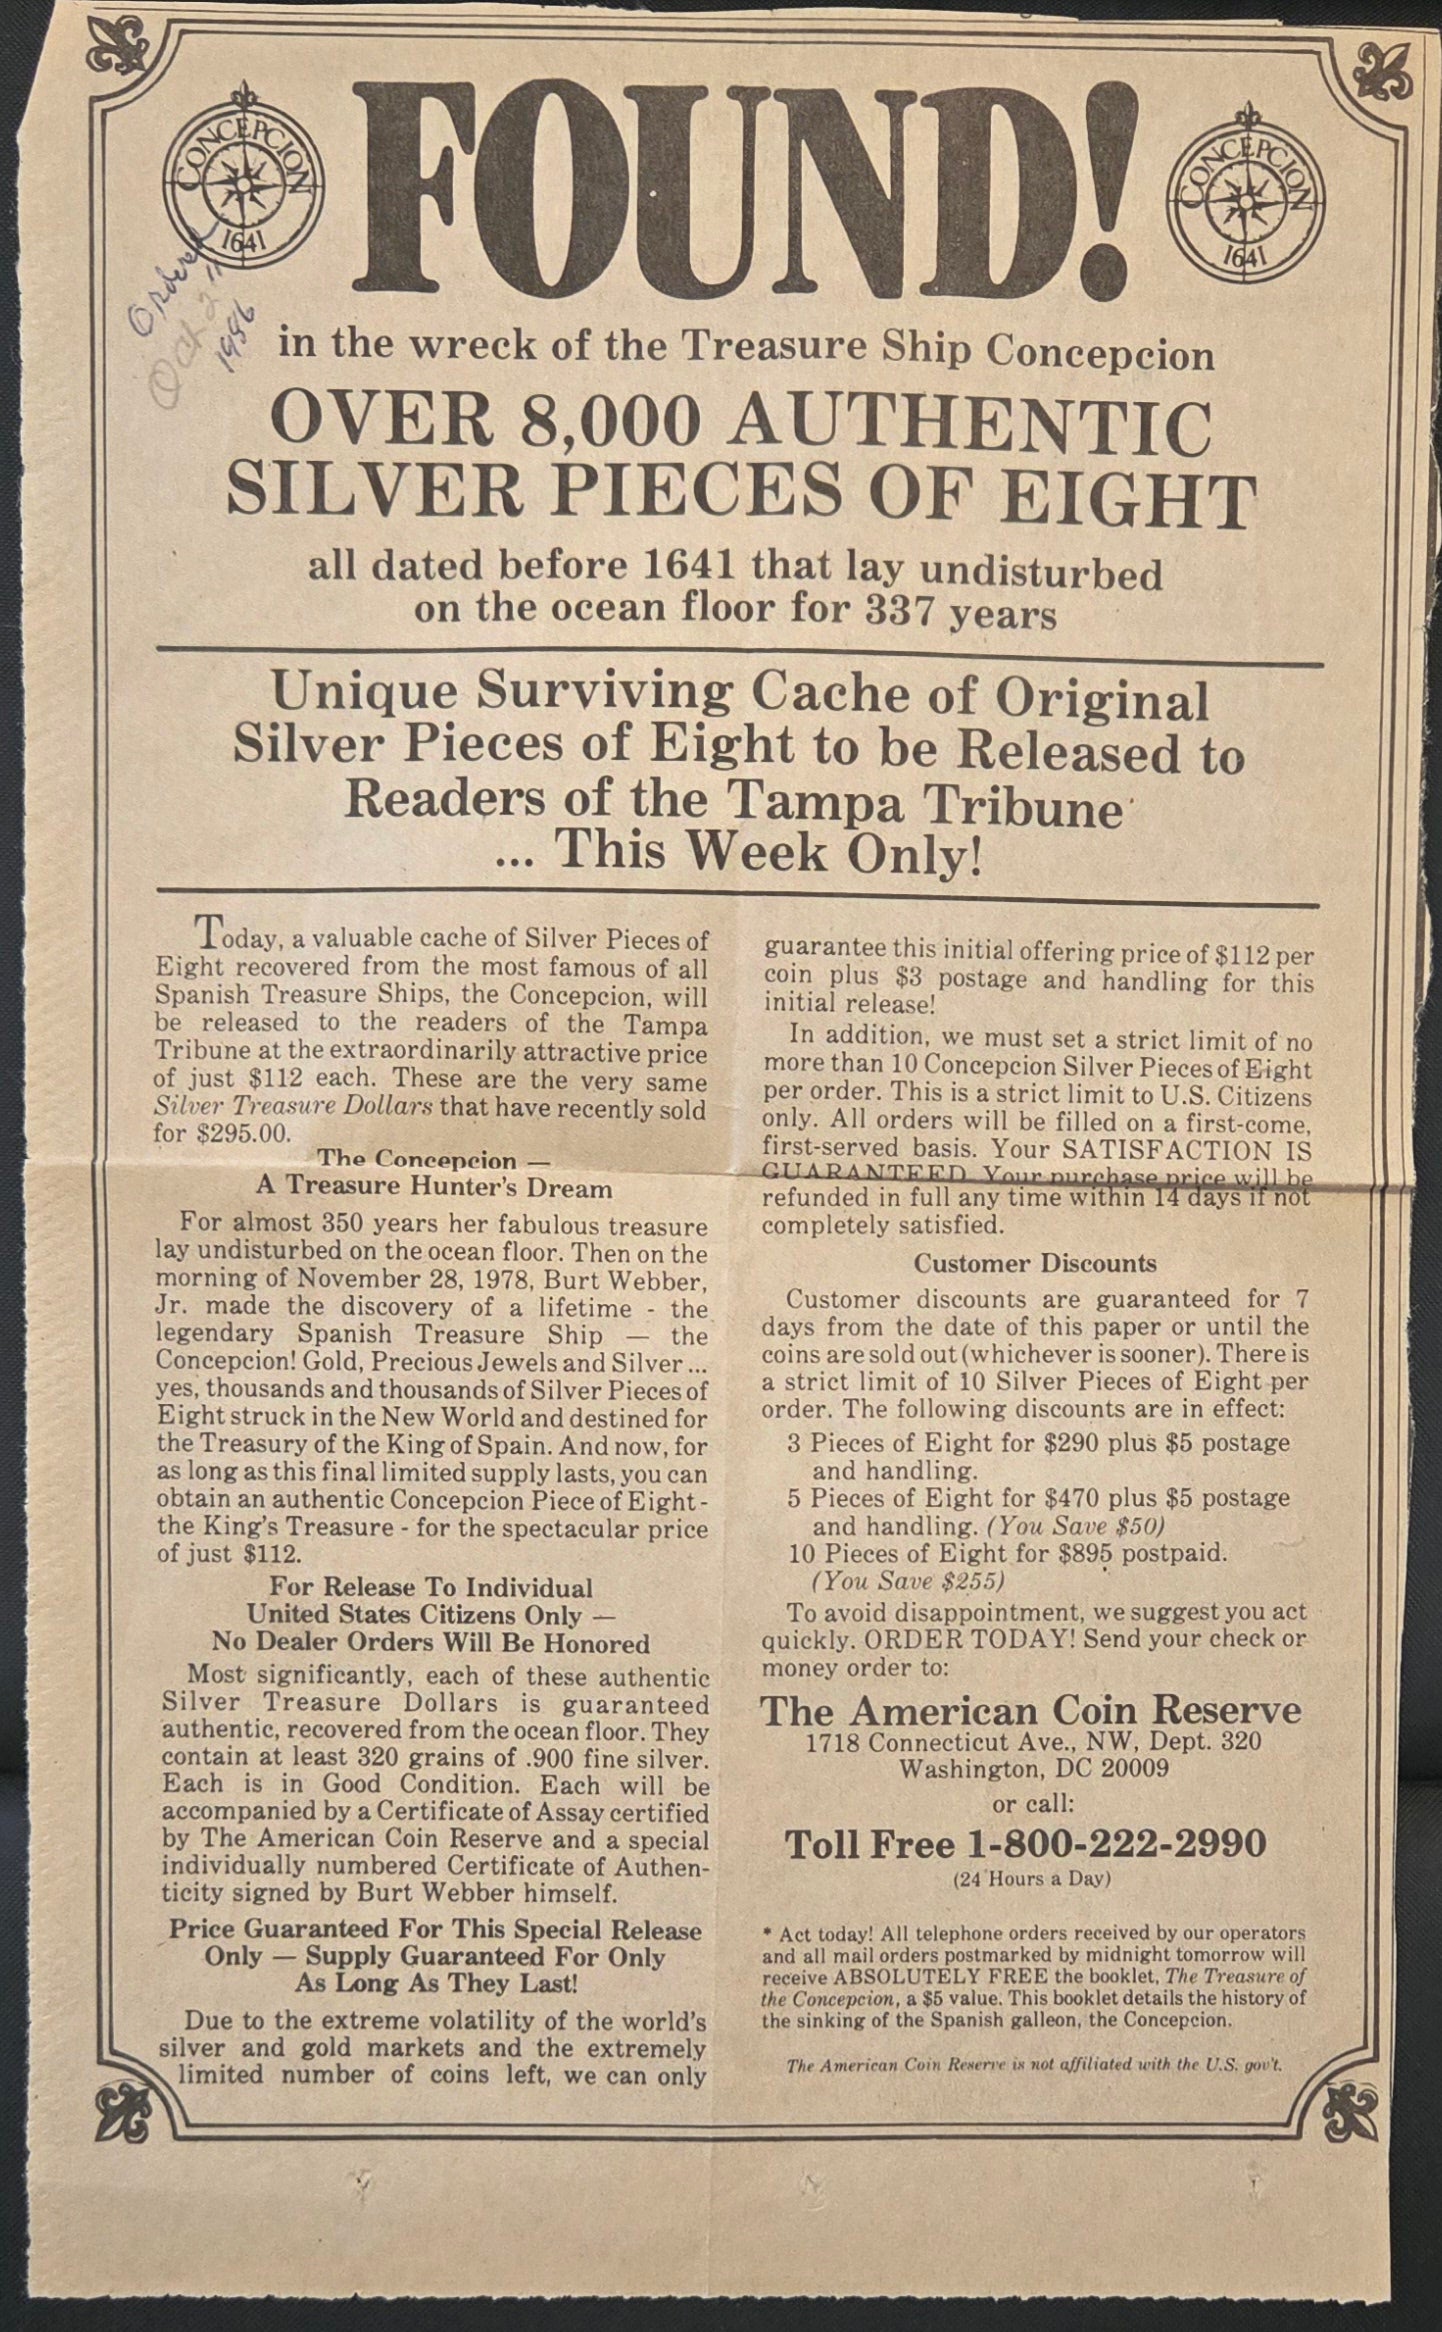 CONCEPCION
1641
FOUND!
CONCEPCION
1641
Ordered
Oct 2
1986
in the wreck of the Treasure Ship Concepcion
OVER 8,000 AUTHENTIC
SILVER PIECES OF EIGHT
all dated before 1641 that lay undisturbed
on the ocean floor for 337 years
Unique Surviving Cache of Original
Silver Pieces of Eight to be Released to
Readers of the Tampa Tribune
... This Week Only!
Today, a valuable cache of Silver Pieces of
Eight recovered from the most famous of all
Spanish Treasure Ships, the Concepcion, will
be released to the readers of the Tampa
Tribune at the extraordinarily attractive price
of just $112 each. These are the very same
Silver Treasure Dollars that have recently sold
for $295.00.
The Concepcion —
A Treasure Hunter's Dream
For almost 350 years her fabulous treasure
lay undisturbed on the ocean floor. Then on the
morning of November 28, 1978, Burt Webber,
Jr. made the discovery of a lifetime - the
legendary Spanish Treasure Ship — the
Concepcion! Gold, Precious Jewels and Silver ...
yes, thousands and thousands of Silver Pieces of
Eight struck in the New World and destined for
the Treasury of the King of Spain. And now, for
as long as this final limited supply lasts, you can
obtain an authentic Concepcion Piece of Eight -
the King's Treasure - for the spectacular price
of just $112.
For Release To Individual
United States Citizens Only —
No Dealer Orders Will Be Honored
Most significantly, each of these authentic
Silver Treasure Dollars is guaranteed
authentic, recovered from the ocean floor. They
contain at least 320 grains of .900 fine silver.
Each is in Good Condition. Each will be
accompanied by a Certificate of Assay certified
by The American Coin Reserve and a special
individually numbered Certificate of Authen-
ticity signed by Burt Webber himself.
Price Guaranteed For This Special Release
Only — Supply Guaranteed For Only
As Long As They Last!
Due to the extreme volatility of the world's
silver and gold markets and the extremely
limited number of coins left, we can only
guarantee this initial offering price of $112 per
coin plus $3 postage and handling for this
initial release!
In addition, we must set a strict limit of no
more than 10 Concepcion Silver Pieces of Eight
per order. This is a strict limit to U.S. Citizens
only. All orders will be filled on a first-come,
first-served basis. Your SATISFACTION IS
GUARANTEED. Your purchase price will be
refunded in full any time within 14 days if not
completely satisfied.
Customer Discounts
Customer discounts are guaranteed for 7
days from the date of this paper or until the
coins are sold out (whichever is sooner). There is
a strict limit of 10 Silver Pieces of Eight per
order. The following discounts are in effect:
3 Pieces of Eight for $290 plus $5 postage
and handling.
5 Pieces of Eight for $470 plus $5 postage
and handling. (You Save $50)
10 Pieces of Eight for $895 postpaid.
(You Save $255)
To avoid disappointment, we suggest you act
quickly. ORDER TODAY! Send your check or
money order to:
The American Coin Reserve
1718 Connecticut Ave., NW, Dept. 320
Washington, DC 20009
or call:
Toll Free 1-800-222-2990
(24 Hours a Day)
* Act today! All telephone orders received by our operators
and all mail orders postmarked by midnight tomorrow will
receive ABSOLUTELY FREE the booklet, The Treasure of
the Concepcion, a $5 value. This booklet details the history of
the sinking of the Spanish galleon, the Concepcion.
The American Coin Reserve is not affiliated with the U.S. gov't.